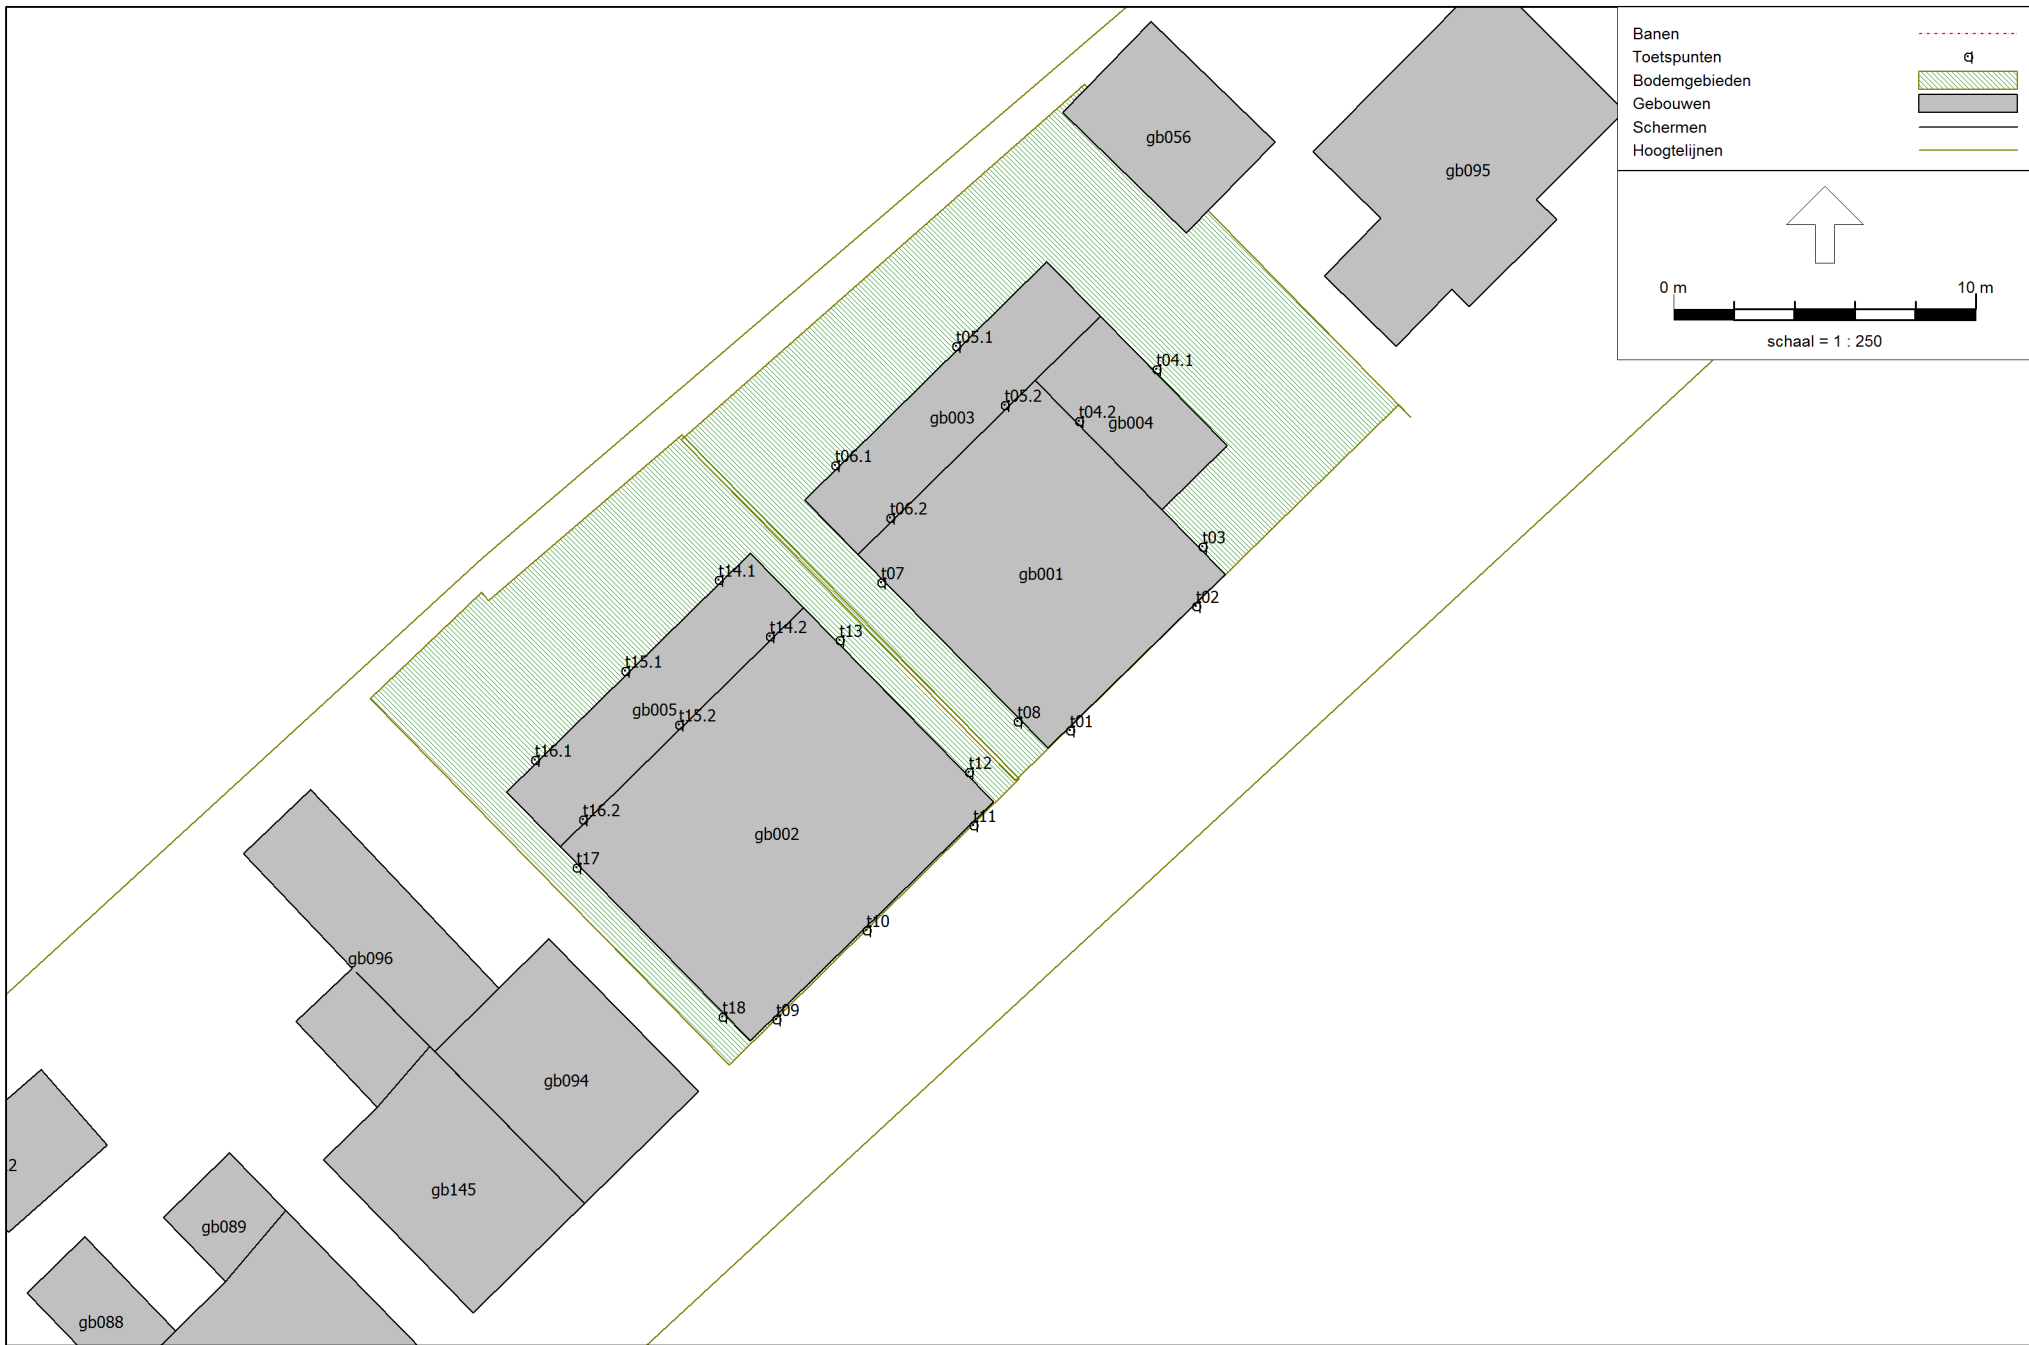 Banen
Toetspunten
Bodemgebieden
Gebouwen
Schermen
Hoogtelijnen
0 m 10 m
schaal = 1 : 250
gb056
gb095
t05.1
t04.1
t05.2
gb003
t04.2
gb004
t06.1
t06.2
t03
t07
gb001
t14.1
t02
t14.2
t13
t15.1
gb005
t15.2
t08
t01
t16.1
t12
t16.2
t11
gb002
t17
t10
gb096
t18
t09
gb094
.2
gb145
gb089
gb088